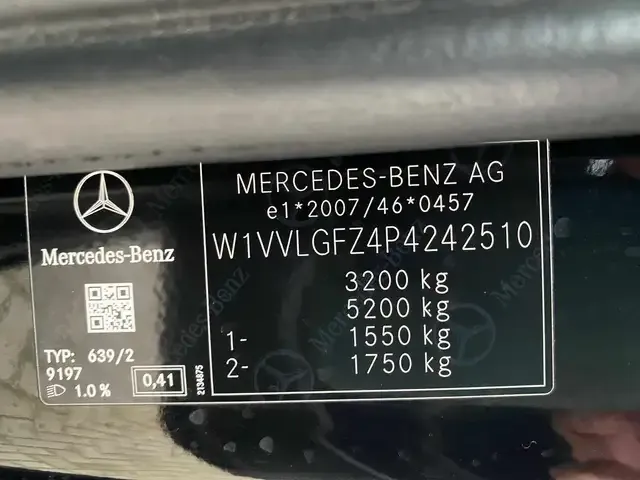 Mercedes-Benz
TYP: 639/2
9197
1.0 %
0,41
2134875
MERCEDES-BENZ AG
e1*2007/46*0457
W1VVLGFZ4P4242510
3200 kg
5200 kg
1- 1550 kg
2- 1750 kg